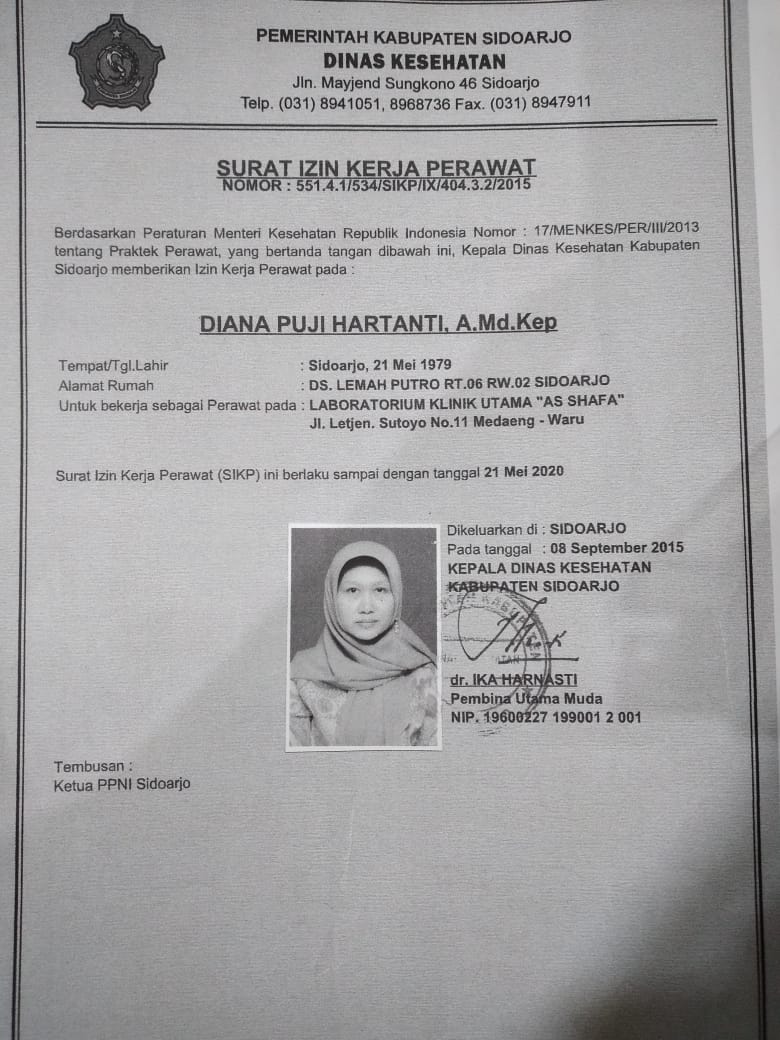 PEMERINTAH KABUPATEN SIDOARJO
DINAS KESEHATAN
Jln. Mayjend Sungkono 46 Sidoarjo
Telp. (031) 8941051, 8968736 Fax. (031) 8947911
SURAT IZIN KERJA PERAWAT
NOMOR : 551.4.1/534/SIKP/IX/404.3.2/2015
Berdasarkan Peraturan Menteri Kesehatan Republik Indonesia Nomor : 17/MENKES/PER/III/2013
tentang Praktek Perawat, yang bertanda tangan dibawah ini, Kepala Dinas Kesehatan Kabupaten
Sidoarjo memberikan Izin Kerja Perawat pada :
DIANA PUJI HARTANTI, A.Md.Kep
Tempat/Tgl.Lahir : Sidoarjo, 21 Mei 1979
Alamat Rumah : DS. LEMAH PUTRO RT.06 RW.02 SIDOARJO
Untuk bekerja sebagai Perawat pada : LABORATORIUM KLINIK UTAMA "AS SHAFA"
Jl. Letjen. Sutoyo No.11 Medaeng - Waru
Surat Izin Kerja Perawat (SIKP) ini berlaku sampai dengan tanggal 21 Mei 2020
Dikeluarkan di : SIDOARJO
Pada tanggal : 08 September 2015
KEPALA DINAS KESEHATAN
KABUPATEN SIDOARJO
dr. IKA HARNASTI
Pembina Utama Muda
NIP. 19600227 199001 2 001
Tembusan :
Ketua PPNI Sidoarjo